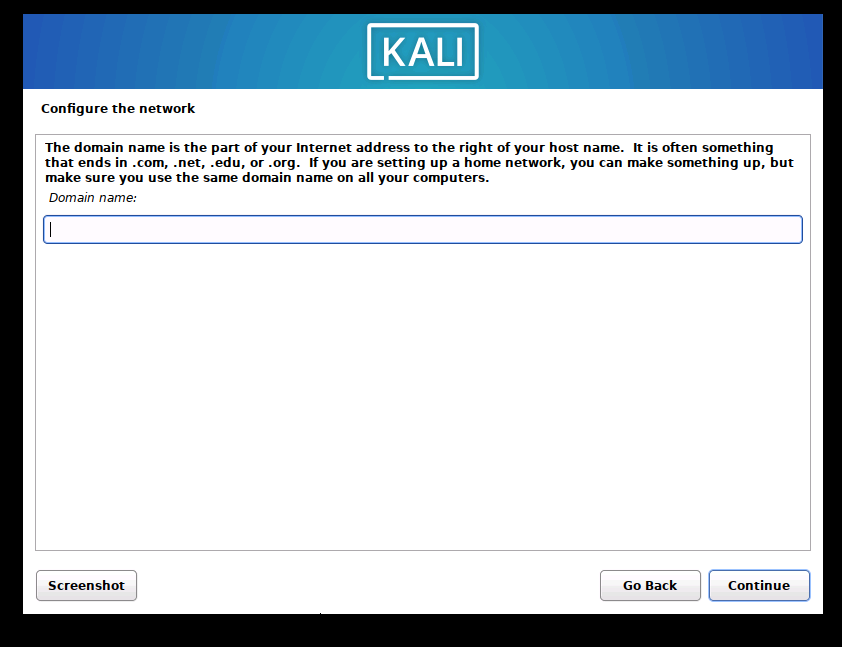 KALI
Configure the network
The domain name is the part of your Internet address to the right of your host name.  It is often something
that ends in .com, .net, .edu, or .org.  If you are setting up a home network, you can make something up, but
make sure you use the same domain name on all your computers.
Domain name:
Screenshot
Go Back
Continue